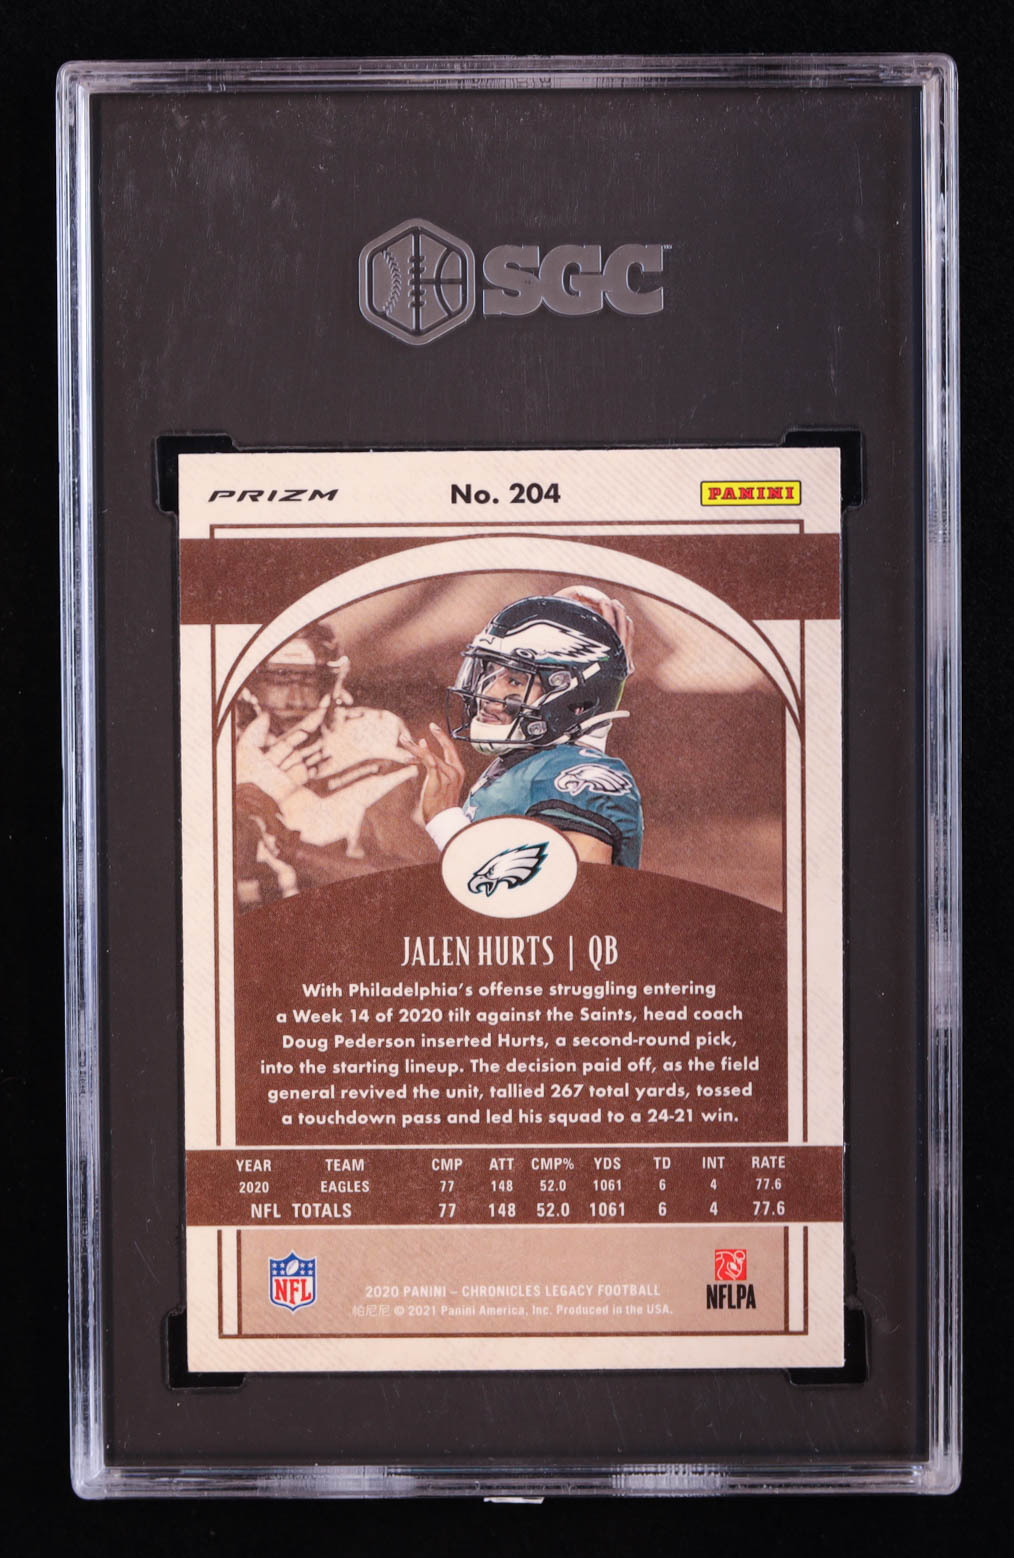 SGC
PRIZM No. 204 PANINI
JALEN HURTS | QB
With Philadelphia's offense struggling entering
a Week 14 of 2020 tilt against the Saints, head coach
Doug Pederson inserted Hurts, a second-round pick,
into the starting lineup. The decision paid off, as the field
general revived the unit, tallied 267 total yards, tossed
a touchdown pass and led his squad to a 24-21 win.
YEAR TEAM CMP ATT CMP% YDS TD INT RATE
2020 EAGLES 77 148 52.0 1061 6 4 77.6
NFL TOTALS 77 148 52.0 1061 6 4 77.6
NFL
2020 PANINI – CHRONICLES LEGACY FOOTBALL
帕尼尼 © 2021 Panini America, Inc. Produced in the USA.
NFLPA